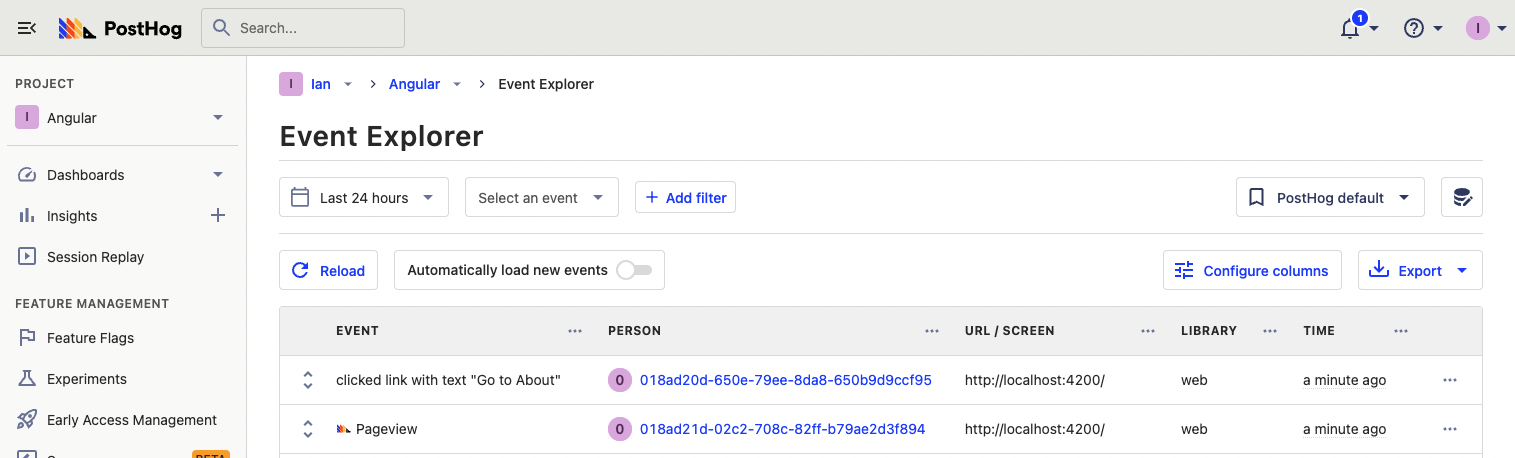 PostHog
Search...
1
I
PROJECT
I Angular
Dashboards
Insights
Session Replay
FEATURE MANAGEMENT
Feature Flags
Experiments
Early Access Management
BETA
I Ian > Angular > Event Explorer
Event Explorer
Last 24 hours Select an event + Add filter PostHog default
Reload Automatically load new events Configure columns Export
EVENT PERSON URL / SCREEN LIBRARY TIME
clicked link with text "Go to About" 0 018ad20d-650e-79ee-8da8-650b9d9ccf95 http://localhost:4200/ web a minute ago
Pageview 0 018ad21d-02c2-708c-82ff-b79ae2d3f894 http://localhost:4200/ web a minute ago